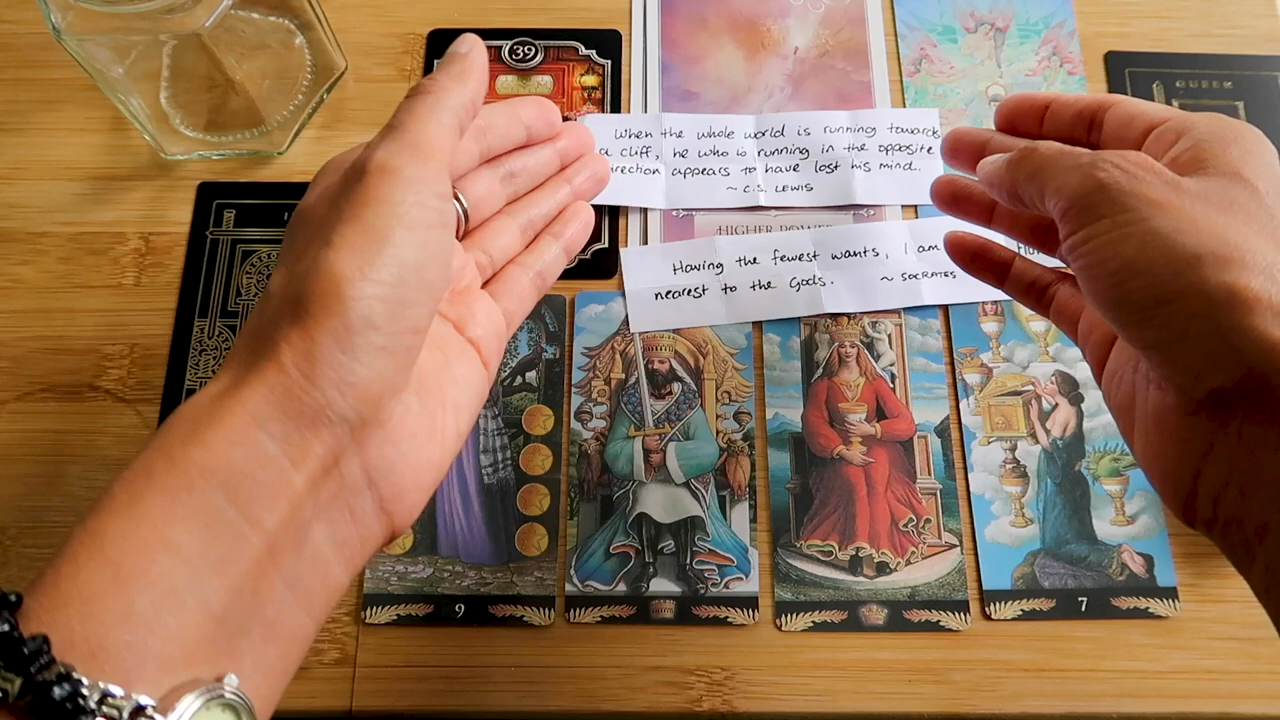 39
When the whole world is running towards
a cliff, he who is running in the opposite
direction appears to have lost his mind..
~ C.S. LEWIS
HIGHER POWER
Having the fewest wants, I am
nearest to the Gods.
~ SOCRATES
QUEEN
9
7